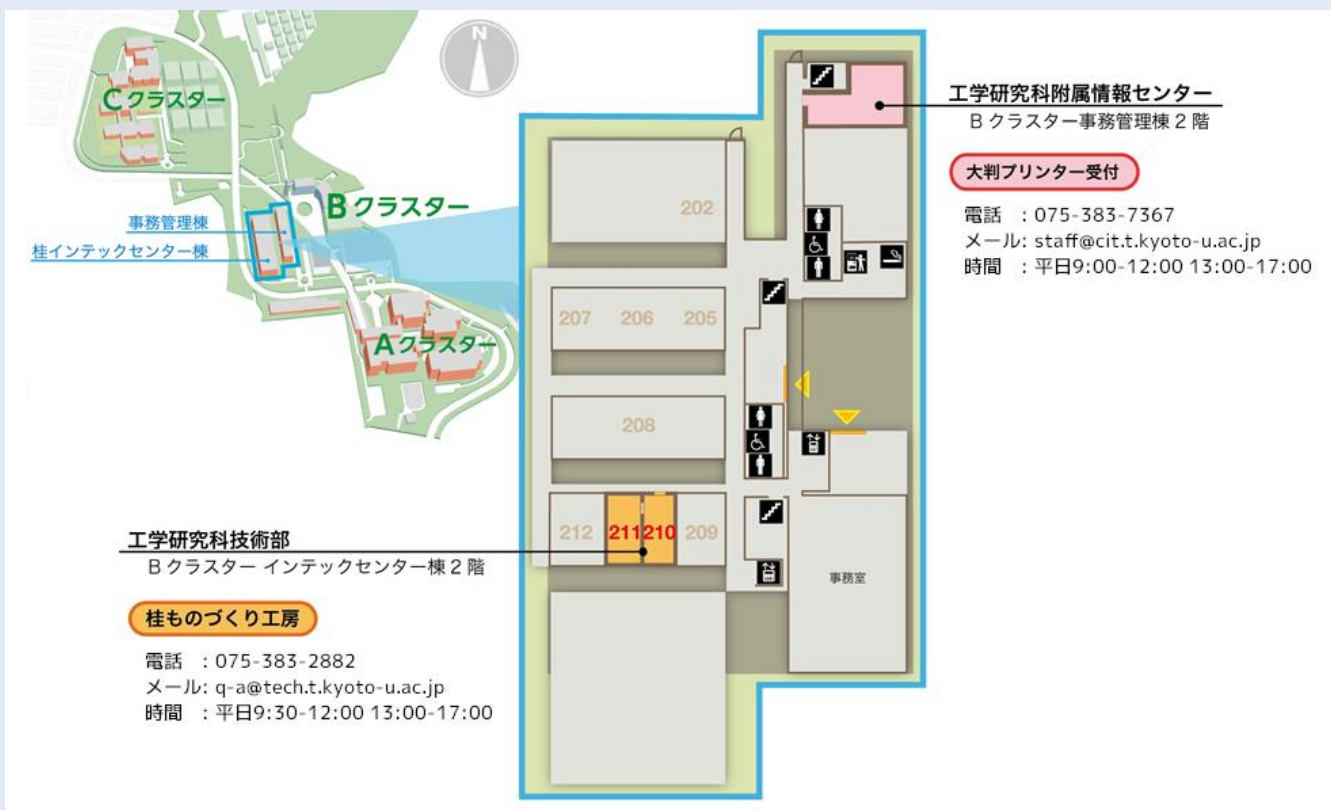 N
Cクラスター
Bクラスター
事務管理棟
桂インテックセンター棟
Aクラスター
工学研究科附属情報センター
Bクラスター事務管理棟2階
大判プリンター受付
電話 :075-383-7367
メール: staff@cit.t.kyoto-u.ac.jp
時間 :平日9:00-12:00 13:00-17:00
202
207 206 205
208
212 211 210 209
事務室
工学研究科技術部
Bクラスター インテックセンター棟2階
桂ものづくり工房
電話 :075-383-2882
メール: q-a@tech.t.kyoto-u.ac.jp
時間 :平日9:30-12:00 13:00-17:00